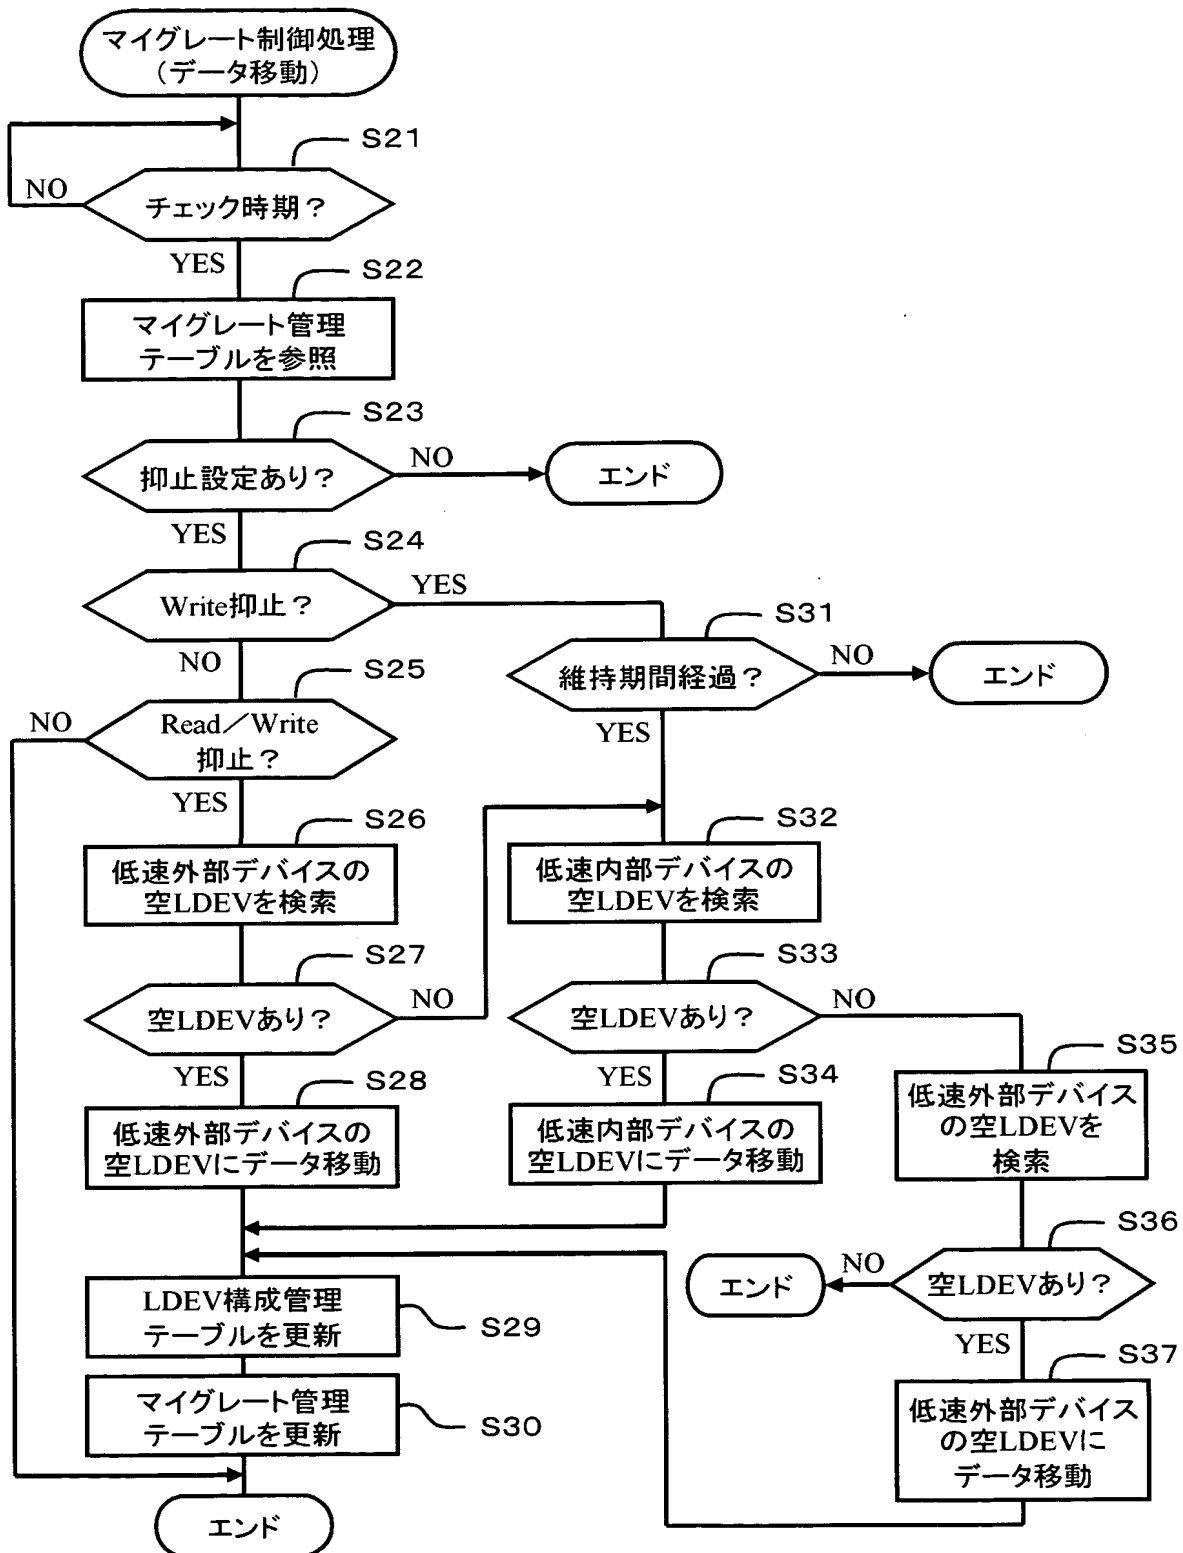 マイグレート制御処理
（データ移動）
S21
NO
チェック時期？
YES
S22
マイグレート管理
テーブルを参照
S23
抑止設定あり？
NO
エンド
YES
S24
Write抑止？
YES
NO
S31
維持期間経過？
NO
エンド
YES
S25
NO
Read／Write
抑止？
YES
S26
低速外部デバイスの
空LDEVを検索
S32
低速内部デバイスの
空LDEVを検索
S27
空LDEVあり？
NO
YES
S33
空LDEVあり？
NO
YES
S28
低速外部デバイスの
空LDEVにデータ移動
S34
低速内部デバイスの
空LDEVにデータ移動
S35
低速外部デバイス
の空LDEVを
検索
S36
空LDEVあり？
NO
エンド
YES
S37
低速外部デバイス
の空LDEVに
データ移動
LDEV構成管理
テーブルを更新
S29
マイグレート管理
テーブルを更新
S30
エンド